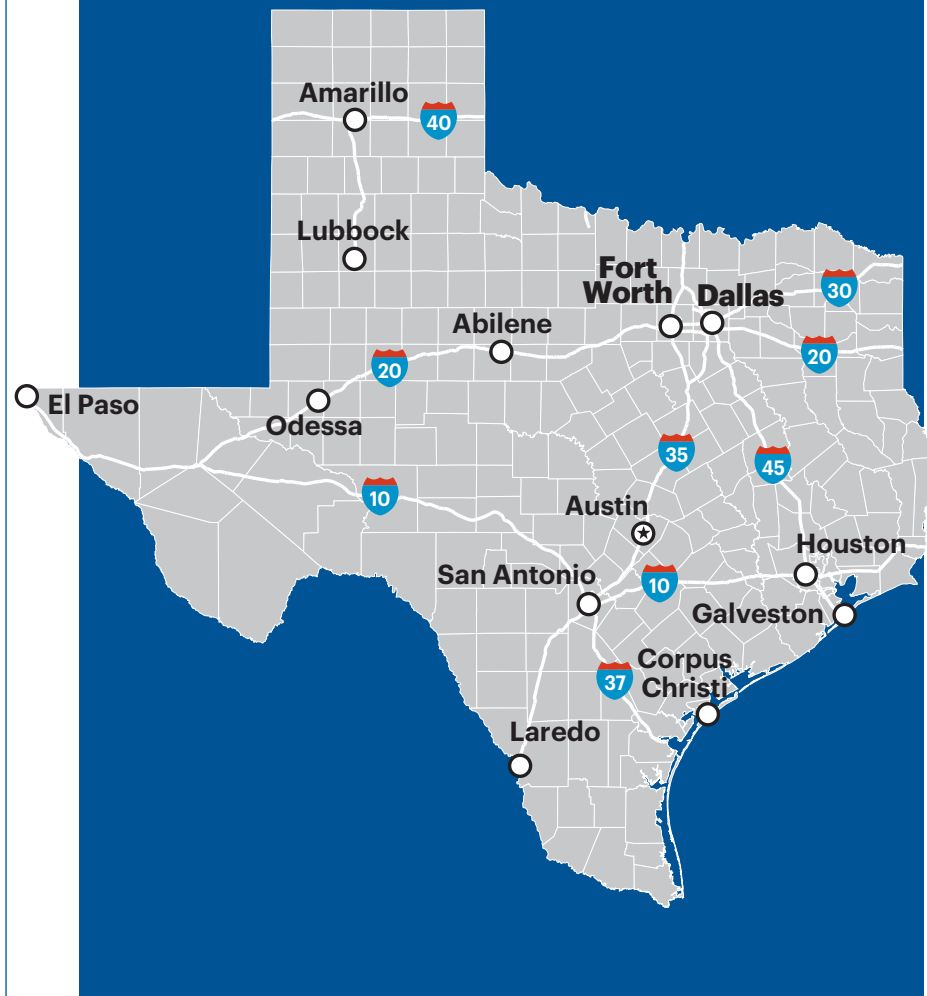 Amarillo
40
Lubbock
Fort
Worth
Dallas
30
Abilene
20
20
El Paso
Odessa
35
45
10
Austin
Houston
San Antonio
10
Galveston
Corpus
Christi
37
Laredo